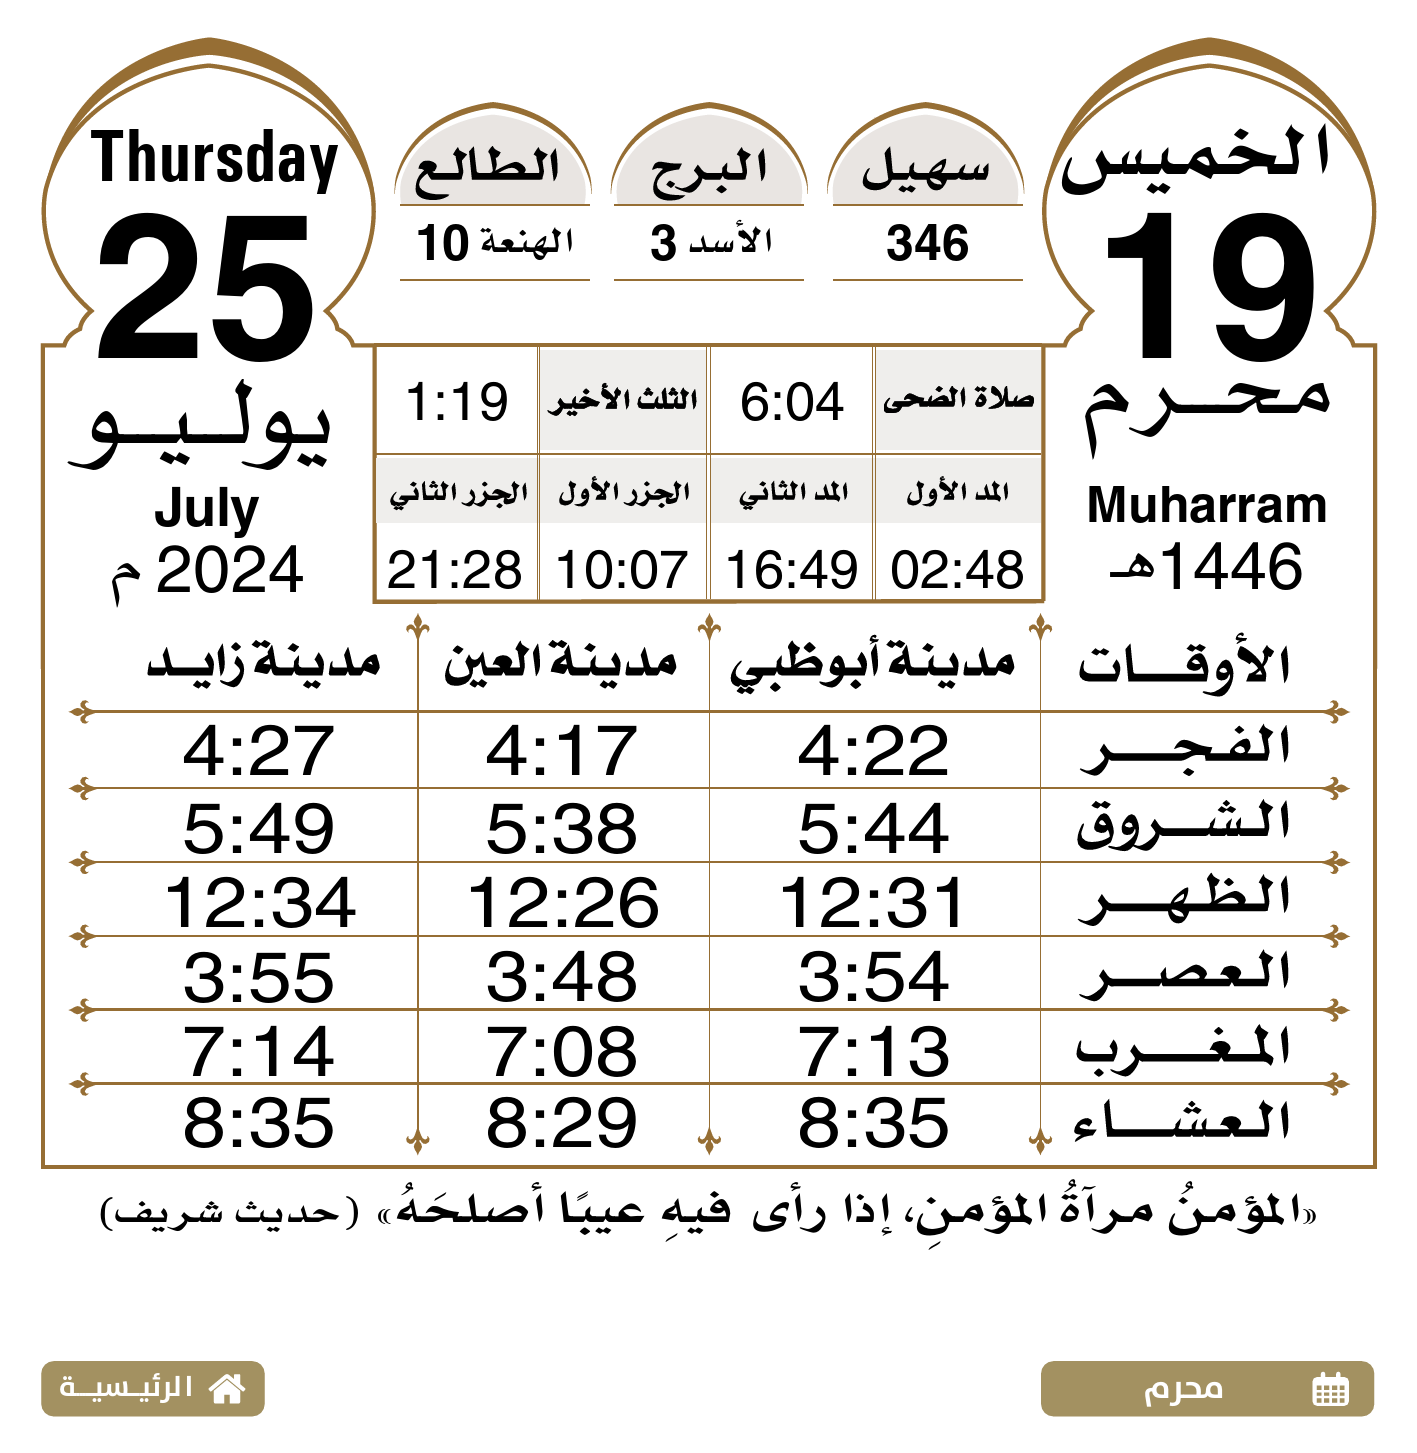 الخميس
19
محرم
Muharram
1446هـ
سهيل
346
البرج
الأسد 3
الطالع
الهنعة 10
Thursday
25
يوليو
July
2024 م
صلاة الضحى 6:04 الثلث الأخير 1:19
المد الأول المد الثاني الجزر الأول الجزر الثاني
02:48 16:49 10:07 21:28
الأوقات مدينة أبوظبي مدينة العين مدينة زايد
الفجر 4:22 4:17 4:27
الشروق 5:44 5:38 5:49
الظهر 12:31 12:26 12:34
العصر 3:54 3:48 3:55
المغرب 7:13 7:08 7:14
العشاء 8:35 8:29 8:35
«المؤمنُ مرآةُ المؤمنِ، إذا رأى فيهِ عيبًا أصلحَهُ» (حديث شريف)
محرم
الرئيسية